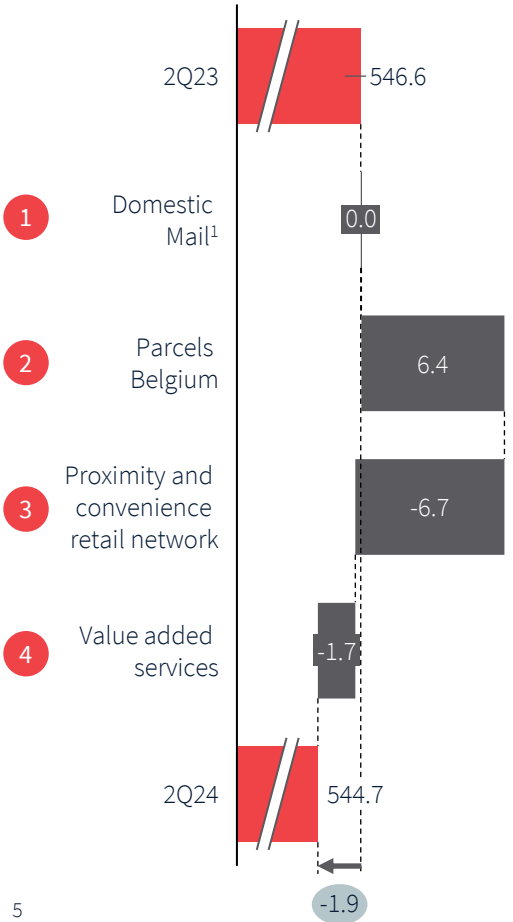 2Q23
546.6
1
Domestic
Mail¹
0.0
2
Parcels
Belgium
6.4
3
Proximity and
convenience
retail network
-6.7
4
Value added
services
-1.7
2Q24
544.7
-1.9
5